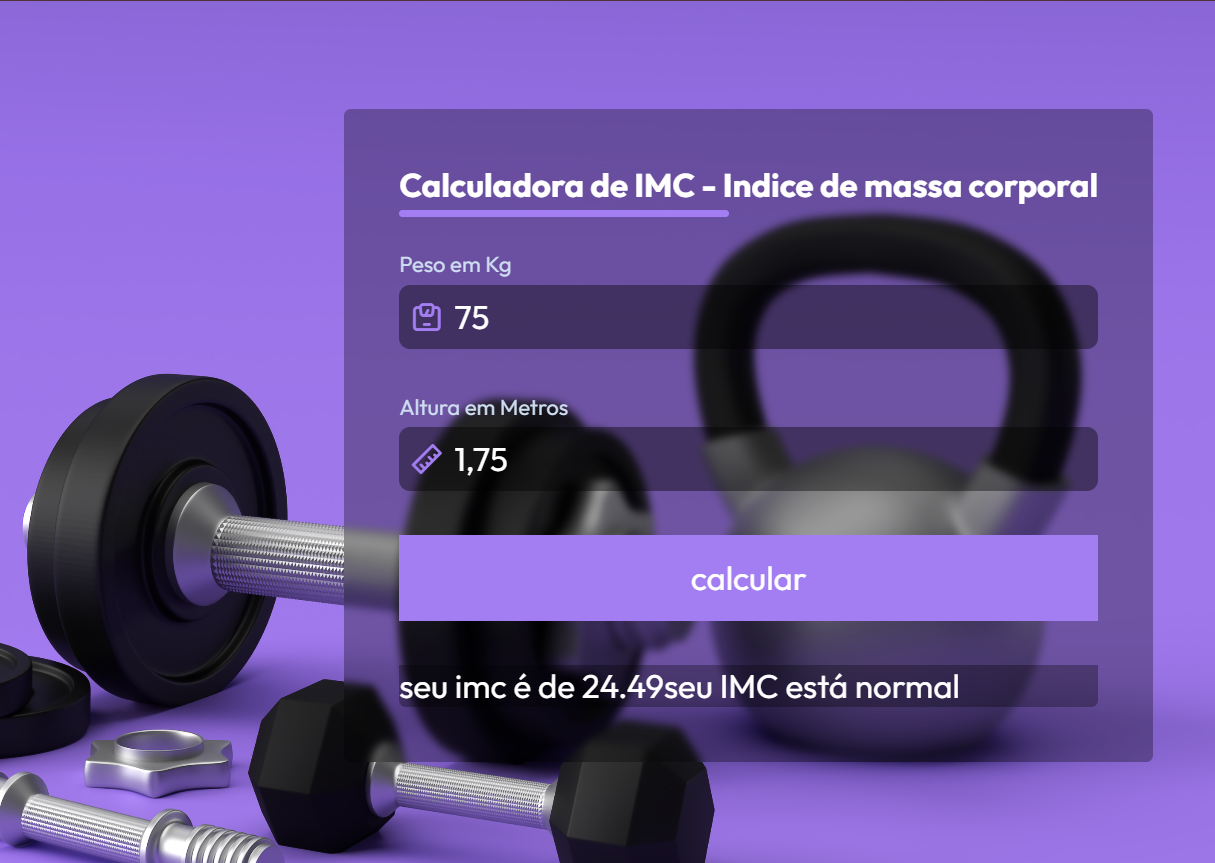 Calculadora de IMC - Indice de massa corporal
Peso em Kg
75
Altura em Metros
1,75
calcular
seu imc é de 24.49seu IMC está normal